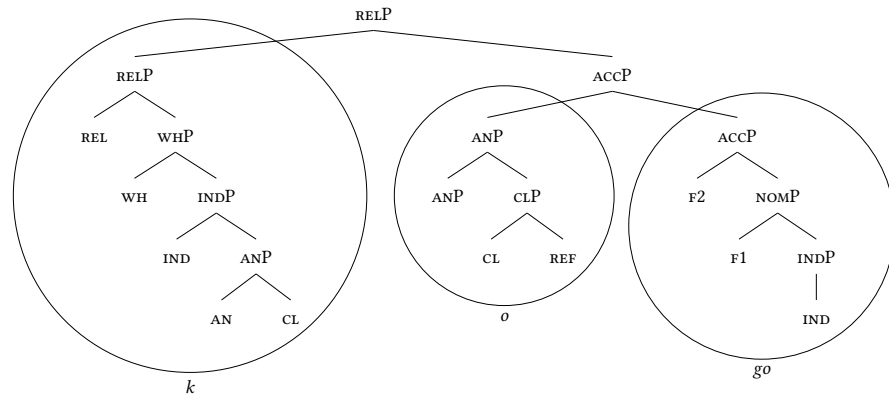 RELP
RELP ACCP
REL WHP ANP ACCP
WH INDP ANP CLP F2 NOMP
IND ANP CL REF F1 INDP
AN CL IND
k o go